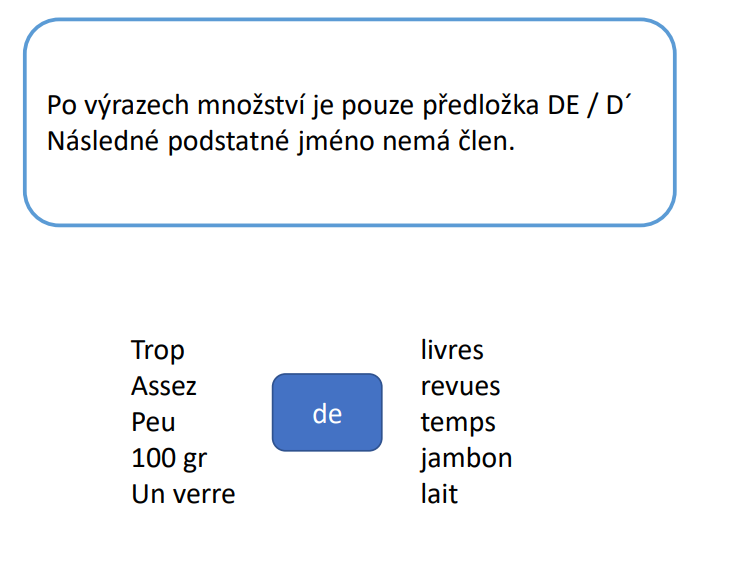 Po výrazech množství je pouze předložka DE / D´
Následné podstatné jméno nemá člen.
Trop
Assez
Peu
100 gr
Un verre
de
livres
revues
temps
jambon
lait